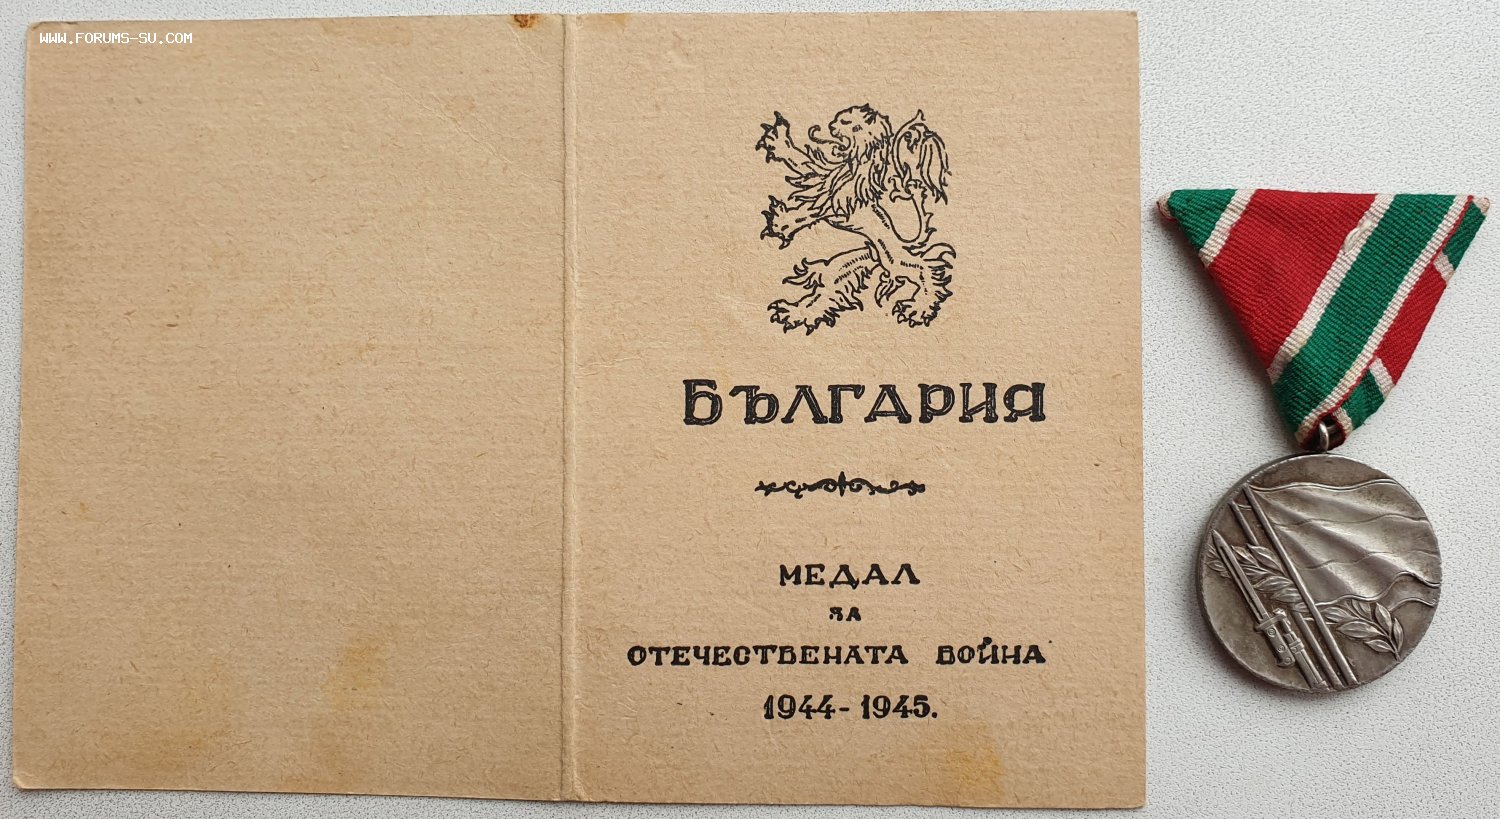 WWW.FORUMS-SU.COM
БЪЛГАРИЯ
МЕДАЛ
ЗА
ОТЕЧЕСТВЕНАТА ВОЙНА
1944-1945.